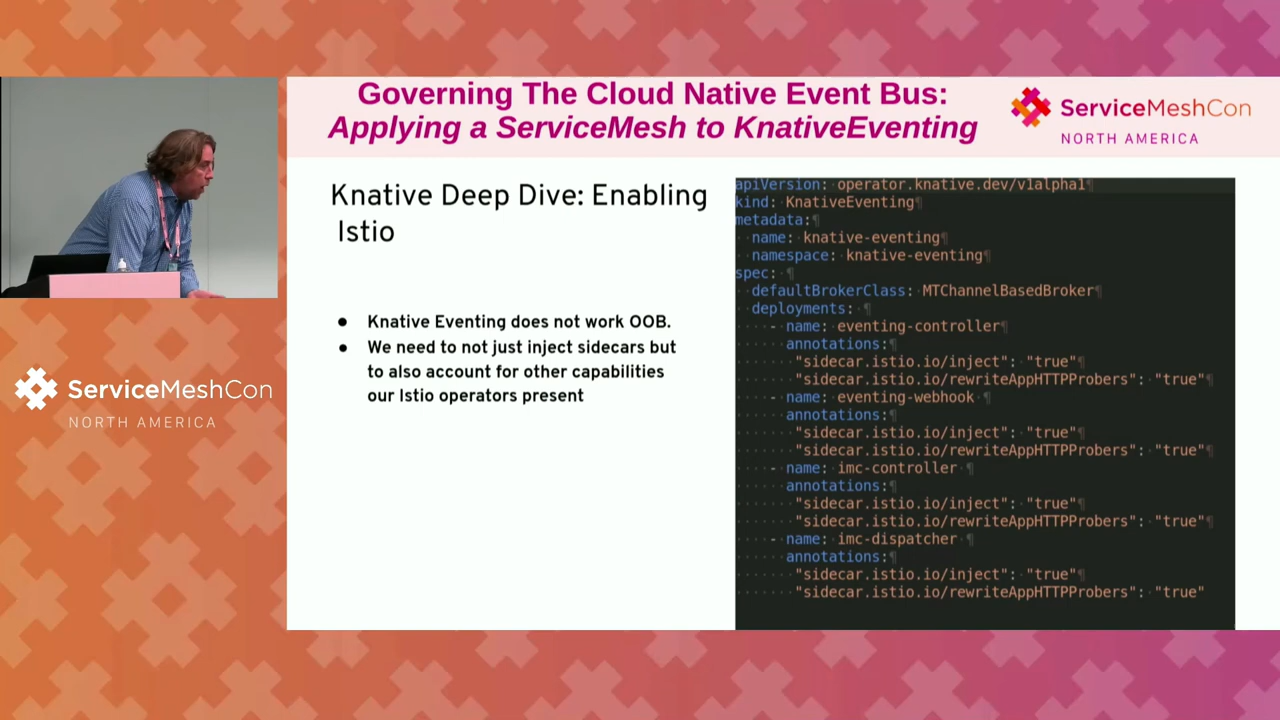 Governing The Cloud Native Event Bus:
Applying a ServiceMesh to KnativeEventing
ServiceMeshCon
NORTH AMERICA
Knative Deep Dive: Enabling
Istio
● Knative Eventing does not work OOB.
● We need to not just inject sidecars but
to also account for other capabilities
our Istio operators present
apiVersion: operator.knative.dev/v1alpha1¶
kind: KnativeEventing¶
metadata:¶
··name: knative-eventing¶
··namespace: knative-eventing¶
spec: ¶
··defaultBrokerClass: MTChannelBasedBroker¶
··deployments: ¶
····- name: eventing-controller¶
······annotations:
·······"sidecar.istio.io/inject": "true"¶
·······"sidecar.istio.io/rewriteAppHTTPProbers": "true"¶
····- name: eventing-webhook ¶
······annotations:¶
·······"sidecar.istio.io/inject": "true"¶
·······"sidecar.istio.io/rewriteAppHTTPProbers": "true"¶
····- name: imc-controller ¶
······annotations:¶
·······"sidecar.istio.io/inject": "true"¶
·······"sidecar.istio.io/rewriteAppHTTPProbers": "true"¶
····- name: imc-dispatcher ¶
······annotations:¶
·······"sidecar.istio.io/inject": "true"¶
·······"sidecar.istio.io/rewriteAppHTTPProbers": "true"
ServiceMeshCon
NORTH AMERICA